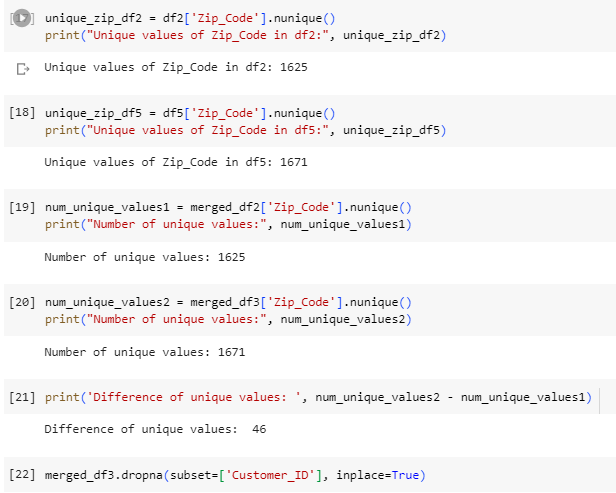 unique_zip_df2 = df2['Zip_Code'].nunique()
print("Unique values of Zip_Code in df2:", unique_zip_df2)
Unique values of Zip_Code in df2: 1625
[18] unique_zip_df5 = df5['Zip_Code'].nunique()
print("Unique values of Zip_Code in df5:", unique_zip_df5)
Unique values of Zip_Code in df5: 1671
[19] num_unique_values1 = merged_df2['Zip_Code'].nunique()
print("Number of unique values:", num_unique_values1)
Number of unique values: 1625
[20] num_unique_values2 = merged_df3['Zip_Code'].nunique()
print("Number of unique values:", num_unique_values2)
Number of unique values: 1671
[21] print('Difference of unique values: ', num_unique_values2 - num_unique_values1)
Difference of unique values:  46
[22] merged_df3.dropna(subset=['Customer_ID'], inplace=True)